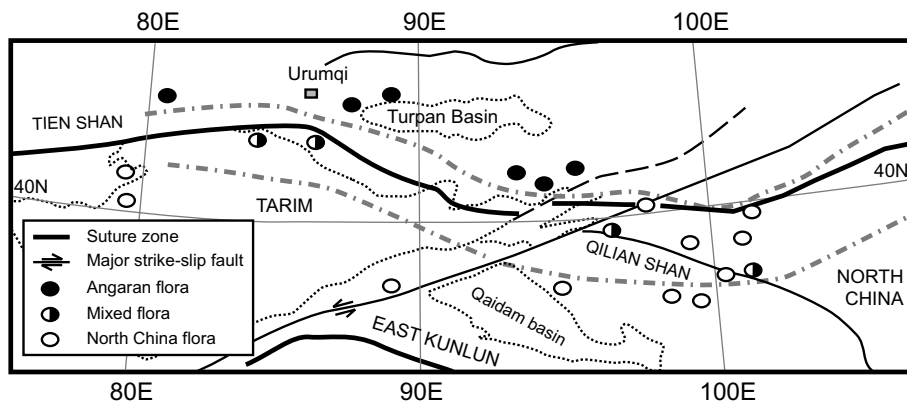 80E 90E 100E
Urumqi
Turpan Basin
TIEN SHAN
40N
40N
TARIM
Suture zone
Major strike-slip fault
Angaran flora
Mixed flora
North China flora
QILIAN SHAN
NORTH
CHINA
Qaidam basin
EAST KUNLUN
80E 90E 100E